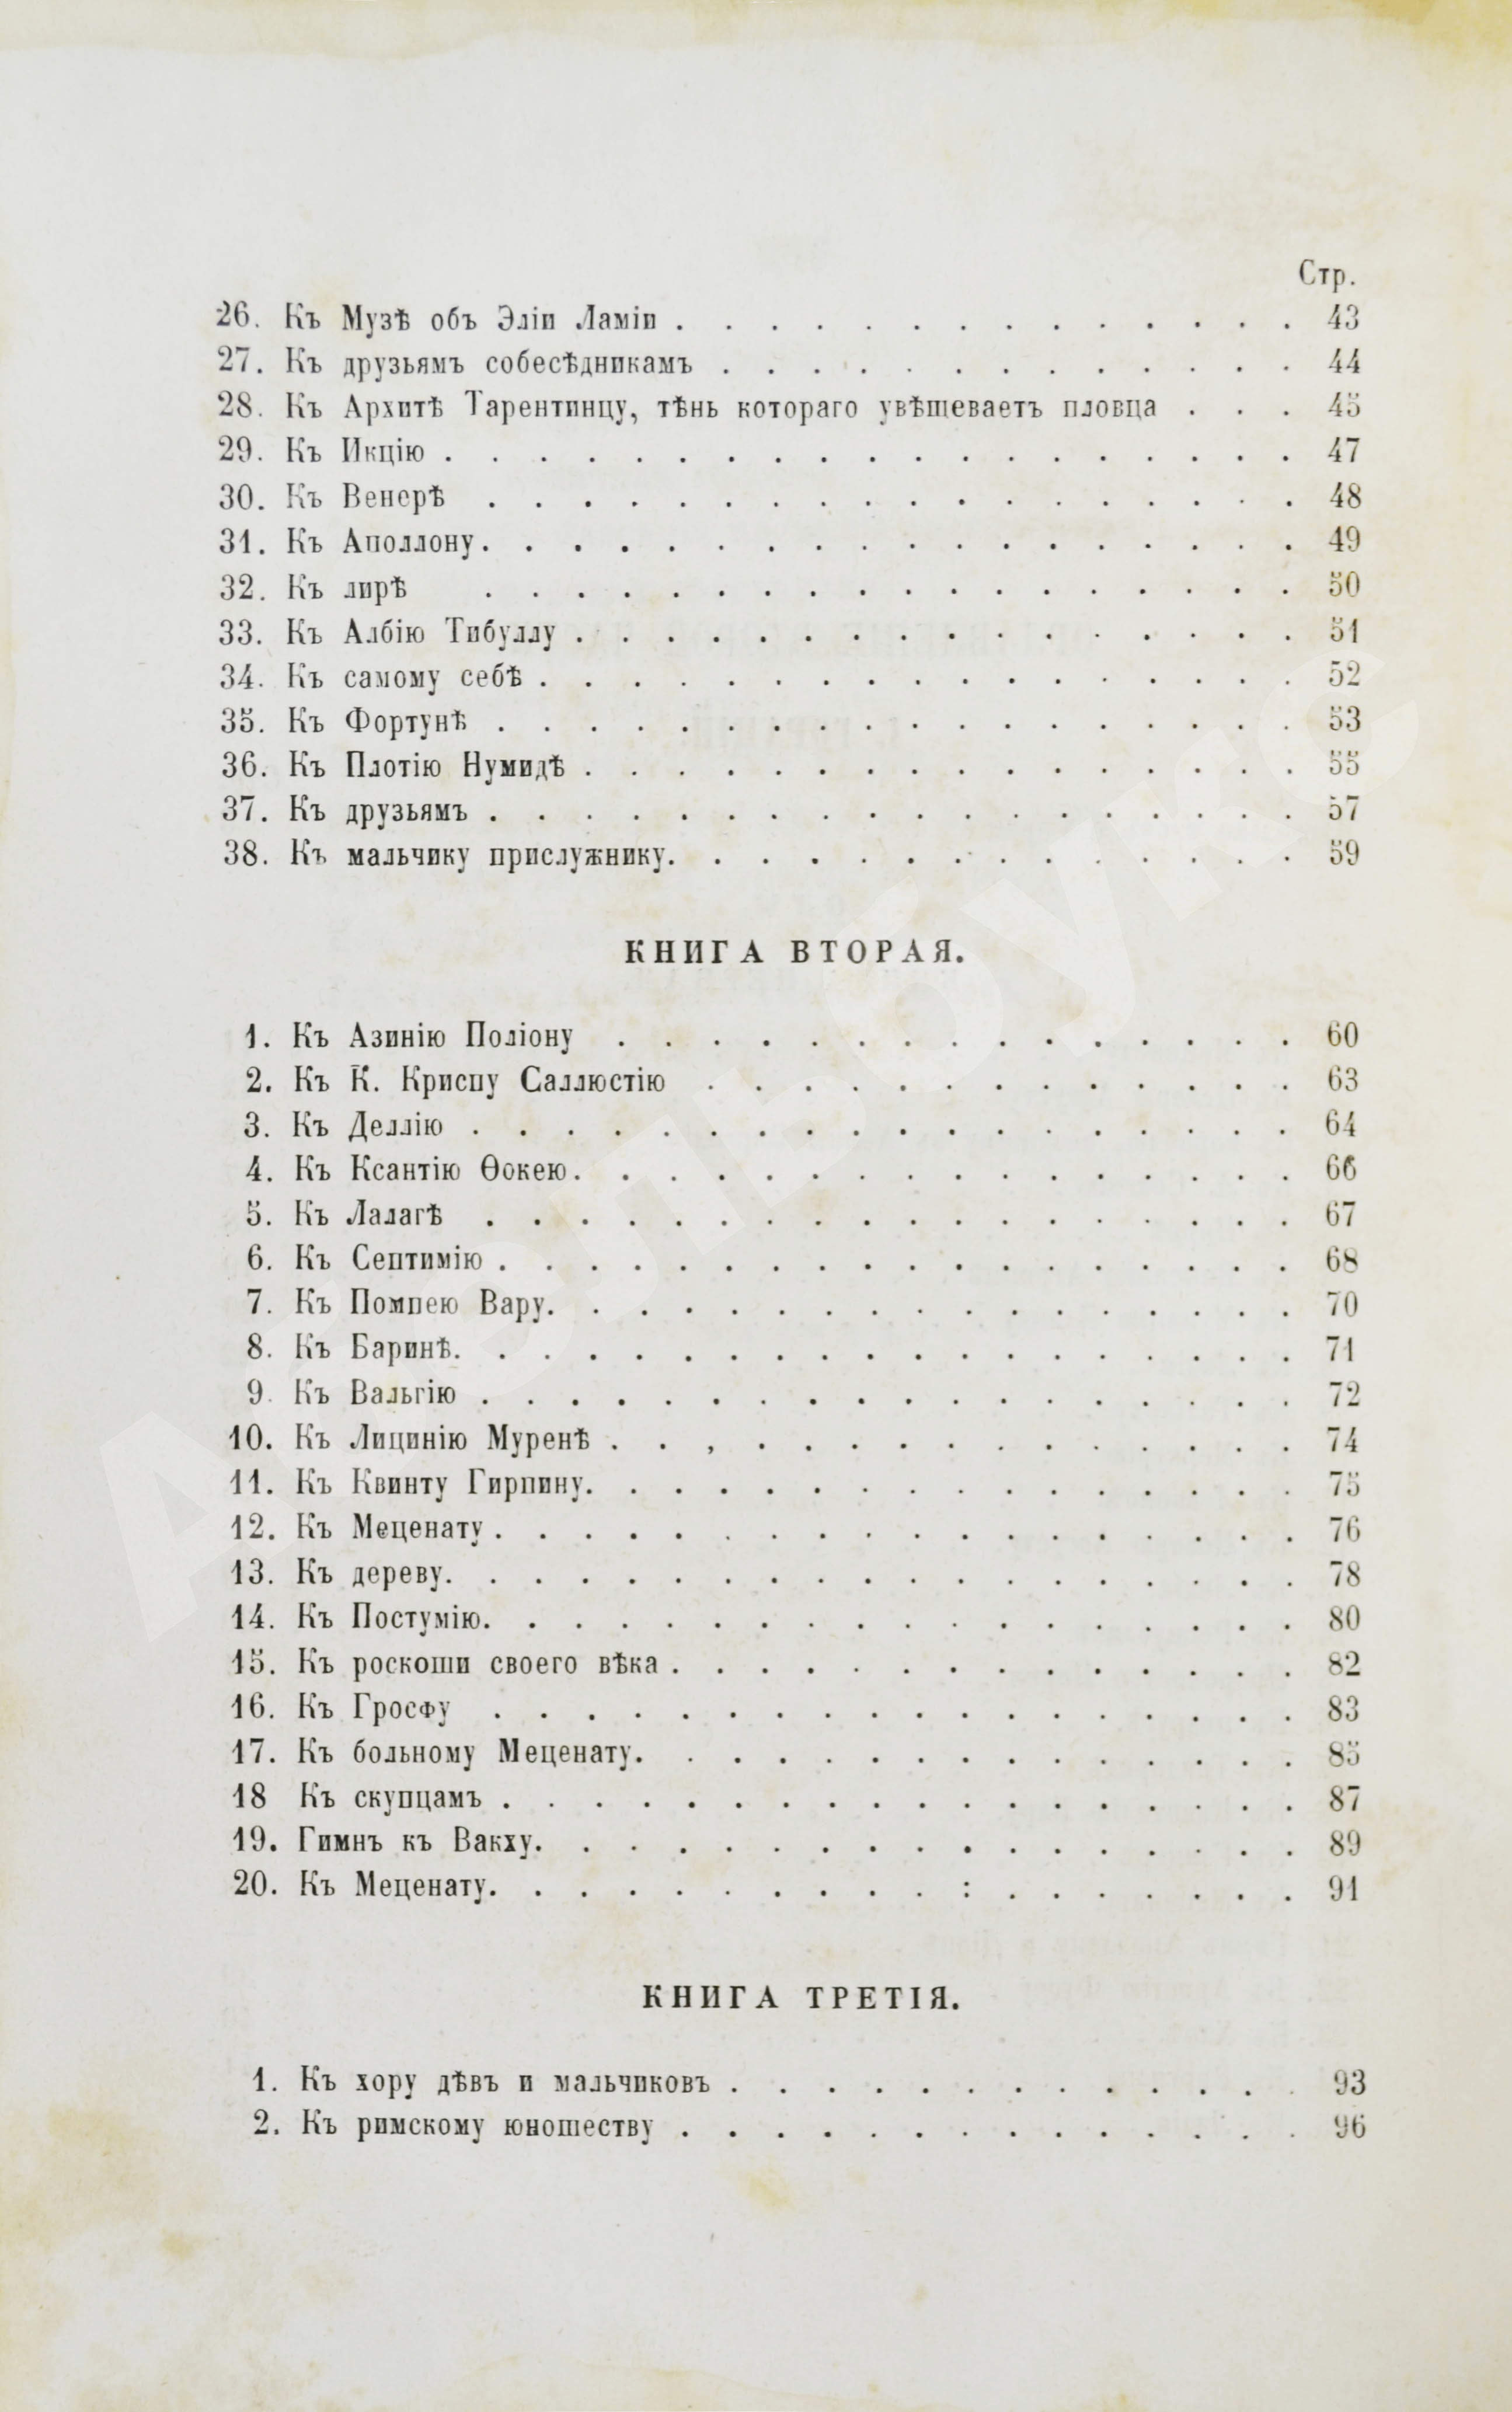 Стр.
26. Къ Музѣ объ Эліи Ламіи . . . . . . . . . . . . . . 43
27. Къ друзьямъ собесѣдникамъ . . . . . . . . . . . . . 44
28. Къ Архитѣ Тарентинцу, тѣнь котораго увѣщеваетъ пловца . . . 45
29. Къ Икцію . . . . . . . . . . . . . . . . . . . 47
30. Къ Венерѣ . . . . . . . . . . . . . . . . . . 48
31. Къ Аполлону. . . . . . . . . . . . . . . . . . 49
32. Къ лирѣ . . . . . . . . . . . . . . . . . . 50
33. Къ Албію Тибуллу . . . . . . . . . . . . . . . . 51
34. Къ самому себѣ . . . . . . . . . . . . . . . . . 52
35. Къ Фортунѣ . . . . . . . . . . . . . . . . . . 53
36. Къ Плотію Нумидѣ . . . . . . . . . . . . . . . . 55
37. Къ друзьямъ . . . . . . . . . . . . . . . . . . 57
38. Къ мальчику прислужнику. . . . . . . . . . . . . . 59
КНИГА ВТОРАЯ.
1. Къ Азинію Поліону . . . . . . . . . . . . . . . 60
2. Къ К. Криспу Саллюстію . . . . . . . . . . . . . 63
3. Къ Деллію . . . . . . . . . . . . . . . . . . 64
4. Къ Ксантію Ѳокею. . . . . . . . . . . . . . . . 66
5. Къ Лалагѣ . . . . . . . . . . . . . . . . . . 67
6. Къ Септимію . . . . . . . . . . . . . . . . . . 68
7. Къ Помпею Вару. . . . . . . . . . . . . . . . . 70
8. Къ Баринѣ. . . . . . . . . . . . . . . . . . . 71
9. Къ Вальгію . . . . . . . . . . . . . . . . . . 72
10. Къ Лицинію Муренѣ . . , . . . . . . . . . . . . 74
11. Къ Квинту Гирпину. . . . . . . . . . . . . . . . 75
12. Къ Меценату . . . . . . . . . . . . . . . . . . 76
13. Къ дереву. . . . . . . . . . . . . . . . . . . 78
14. Къ Постумію. . . . . . . . . . . . . . . . . . 80
15. Къ роскоши своего вѣка . . . . . . . . . . . . . . 82
16. Къ Гросфу . . . . . . . . . . . . . . . . . . 83
17. Къ больному Меценату. . . . . . . . . . . . . . . 85
18 Къ скупцамъ . . . . . . . . . . . . . . . . . . 87
19. Гимнъ къ Вакху. . . . . . . . . . . . . . . . . 89
20. Къ Меценату. . . . . . . . . . : . . . . . . . 91
КНИГА ТРЕТІЯ.
1. Къ хору дѣвъ и мальчиковъ . . . . . . . . . . . . . 93
2. Къ римскому юношеству . . . . . . . . . . . . . . 96